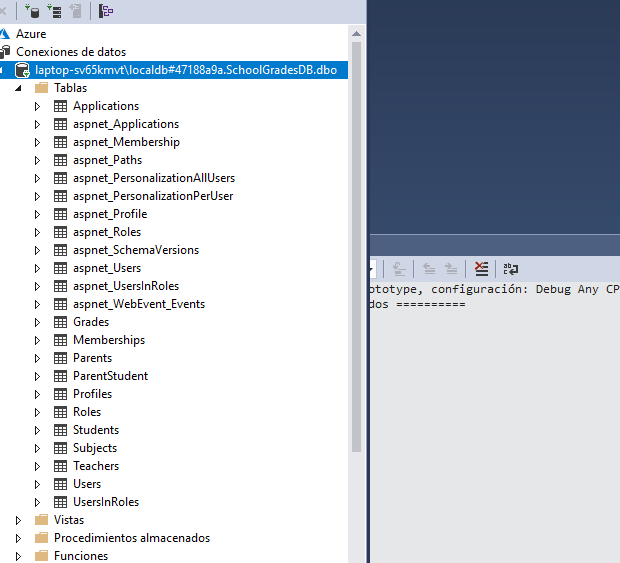 Azure
Conexiones de datos
laptop-sv65kmvt\localdb#47188a9a.SchoolGradesDB.dbo
Tablas
Applications
aspnet_Applications
aspnet_Membership
aspnet_Paths
aspnet_PersonalizationAllUsers
aspnet_PersonalizationPerUser
aspnet_Profile
aspnet_Roles
aspnet_SchemaVersions
aspnet_Users
aspnet_UsersInRoles
aspnet_WebEvent_Events
Grades
Memberships
Parents
ParentStudent
Profiles
Roles
Students
Subjects
Teachers
Users
UsersInRoles
Vistas
Procedimientos almacenados
Funciones
ototype, configuración: Debug Any CP
dos ==========